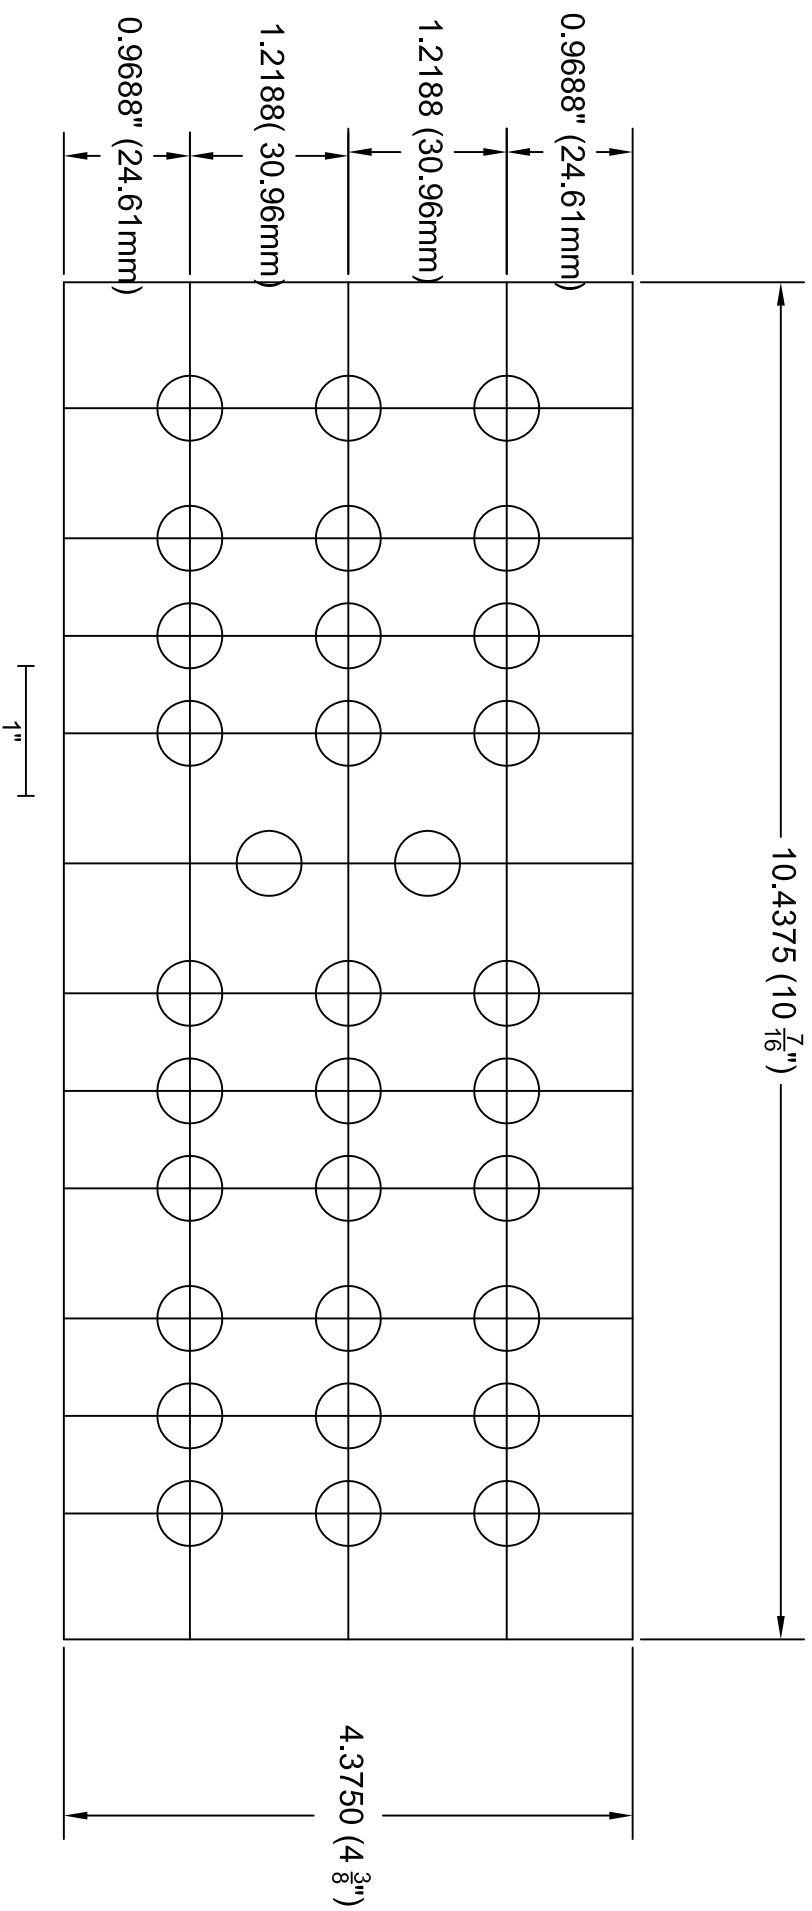 0.9688" (24.61mm)
1.2188( 30.96mm)
1.2188 (30.96mm)
0.9688" (24.61mm)
10.4375 (10 7/16")
1"
4.3750 (4 3/8")